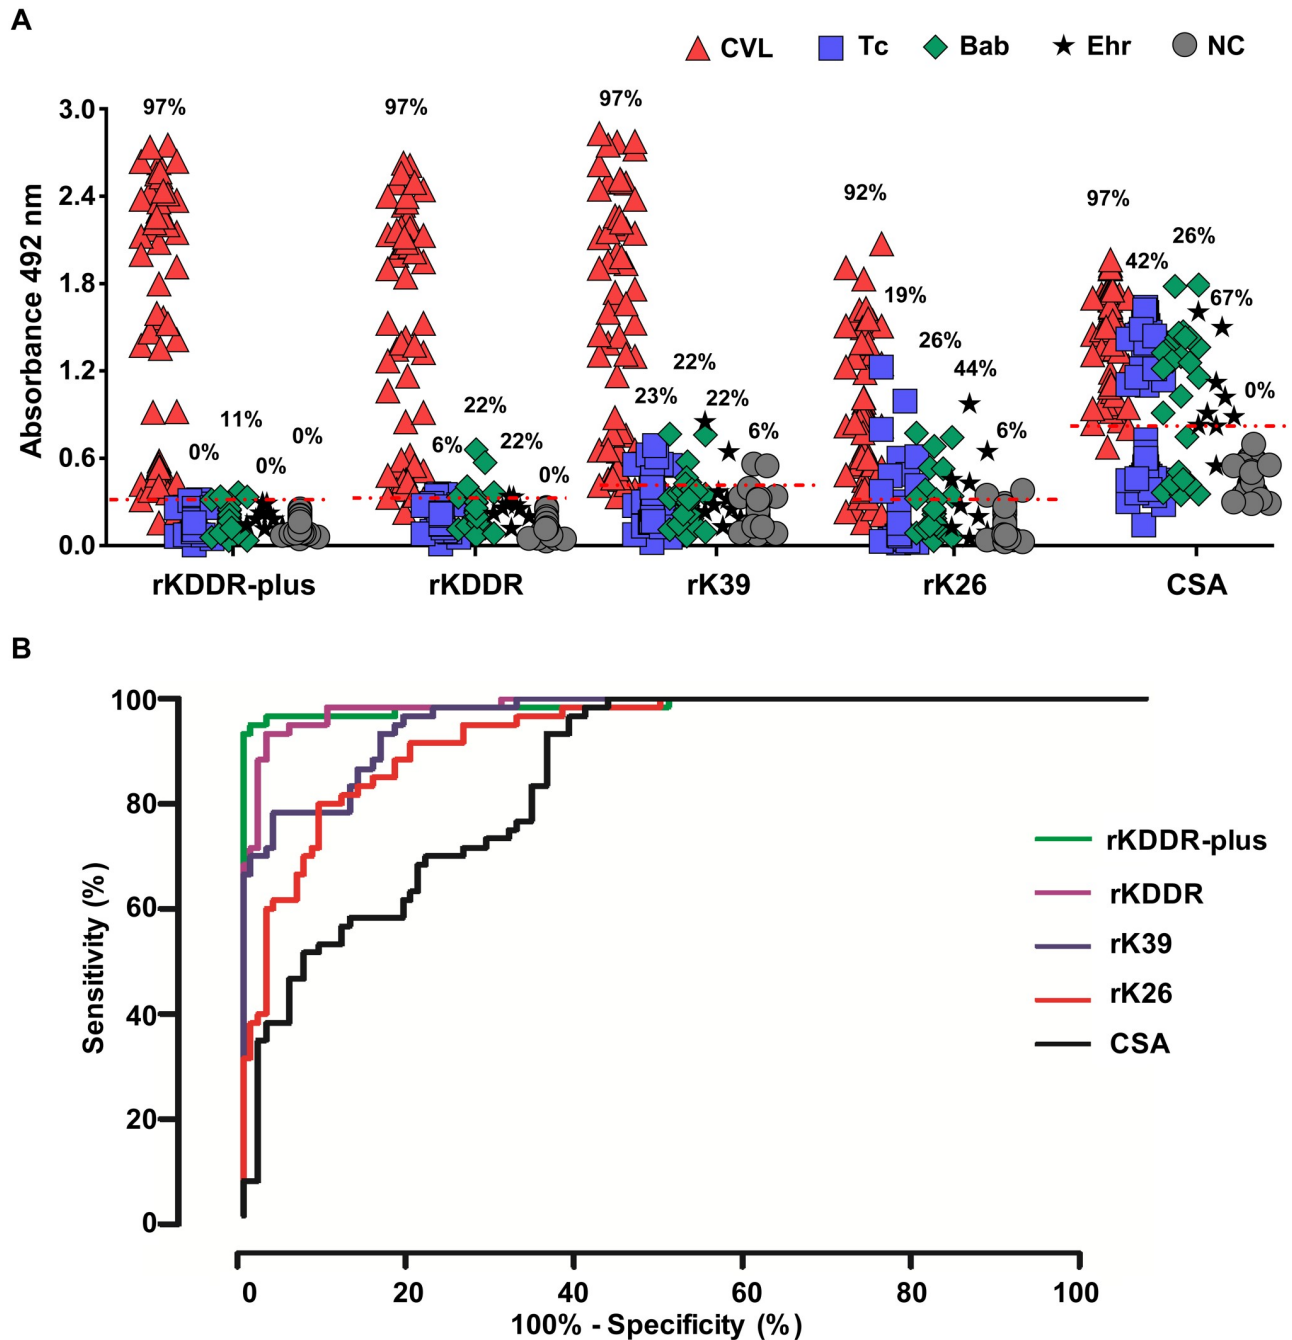 A
CVL Tc Bab Ehr NC
3.0
2.4
1.8
1.2
0.6
0.0
Absorbance 492 nm
97% 0% 11% 0% 0%
97% 6% 22% 22% 0%
97% 23% 22% 22% 6%
92% 19% 26% 44% 6%
97% 42% 26% 67% 0%
rKDDR-plus rKDDR rK39 rK26 CSA
B
100
80
60
40
20
0
Sensitivity (%)
rKDDR-plus
rKDDR
rK39
rK26
CSA
0 20 40 60 80 100
100% - Specificity (%)